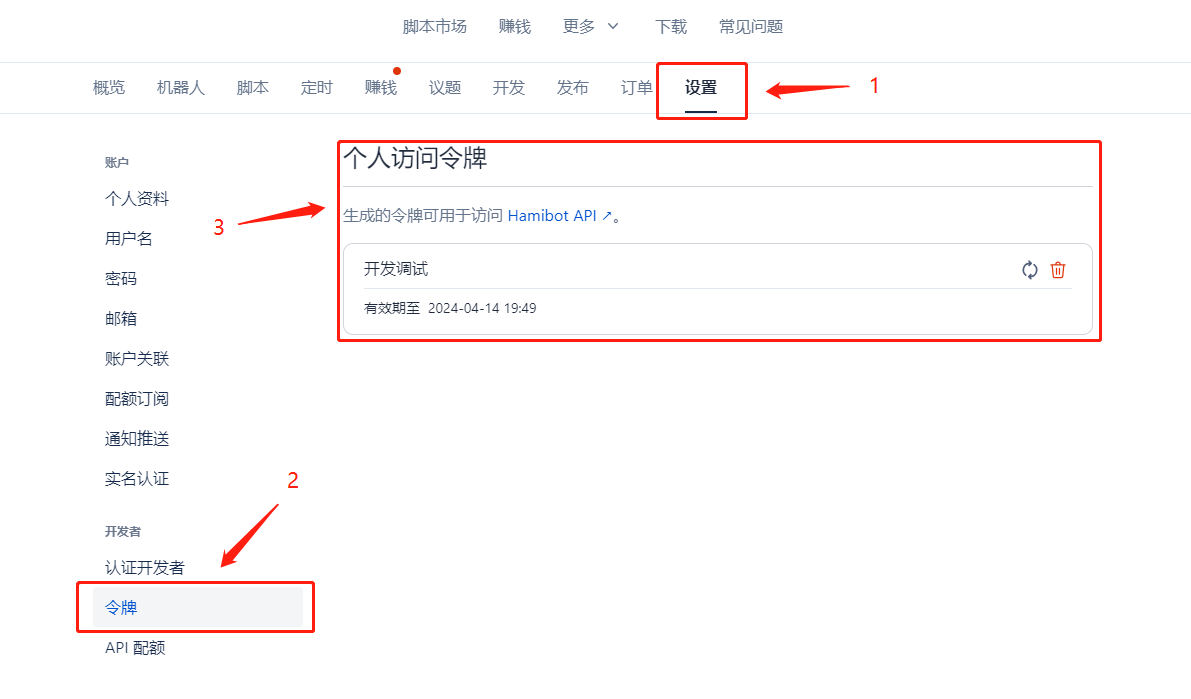 脚本市场 赚钱 更多 下载 常见问题
概览 机器人 脚本 定时 赚钱 议题 开发 发布 订单 设置 1
账户
个人资料
用户名
密码
邮箱
账户关联
配额订阅
通知推送
实名认证
2
开发者
认证开发者
令牌
API 配额
3
个人访问令牌
生成的令牌可用于访问 Hamibot API ↗。
开发调试
有效期至 2024-04-14 19:49